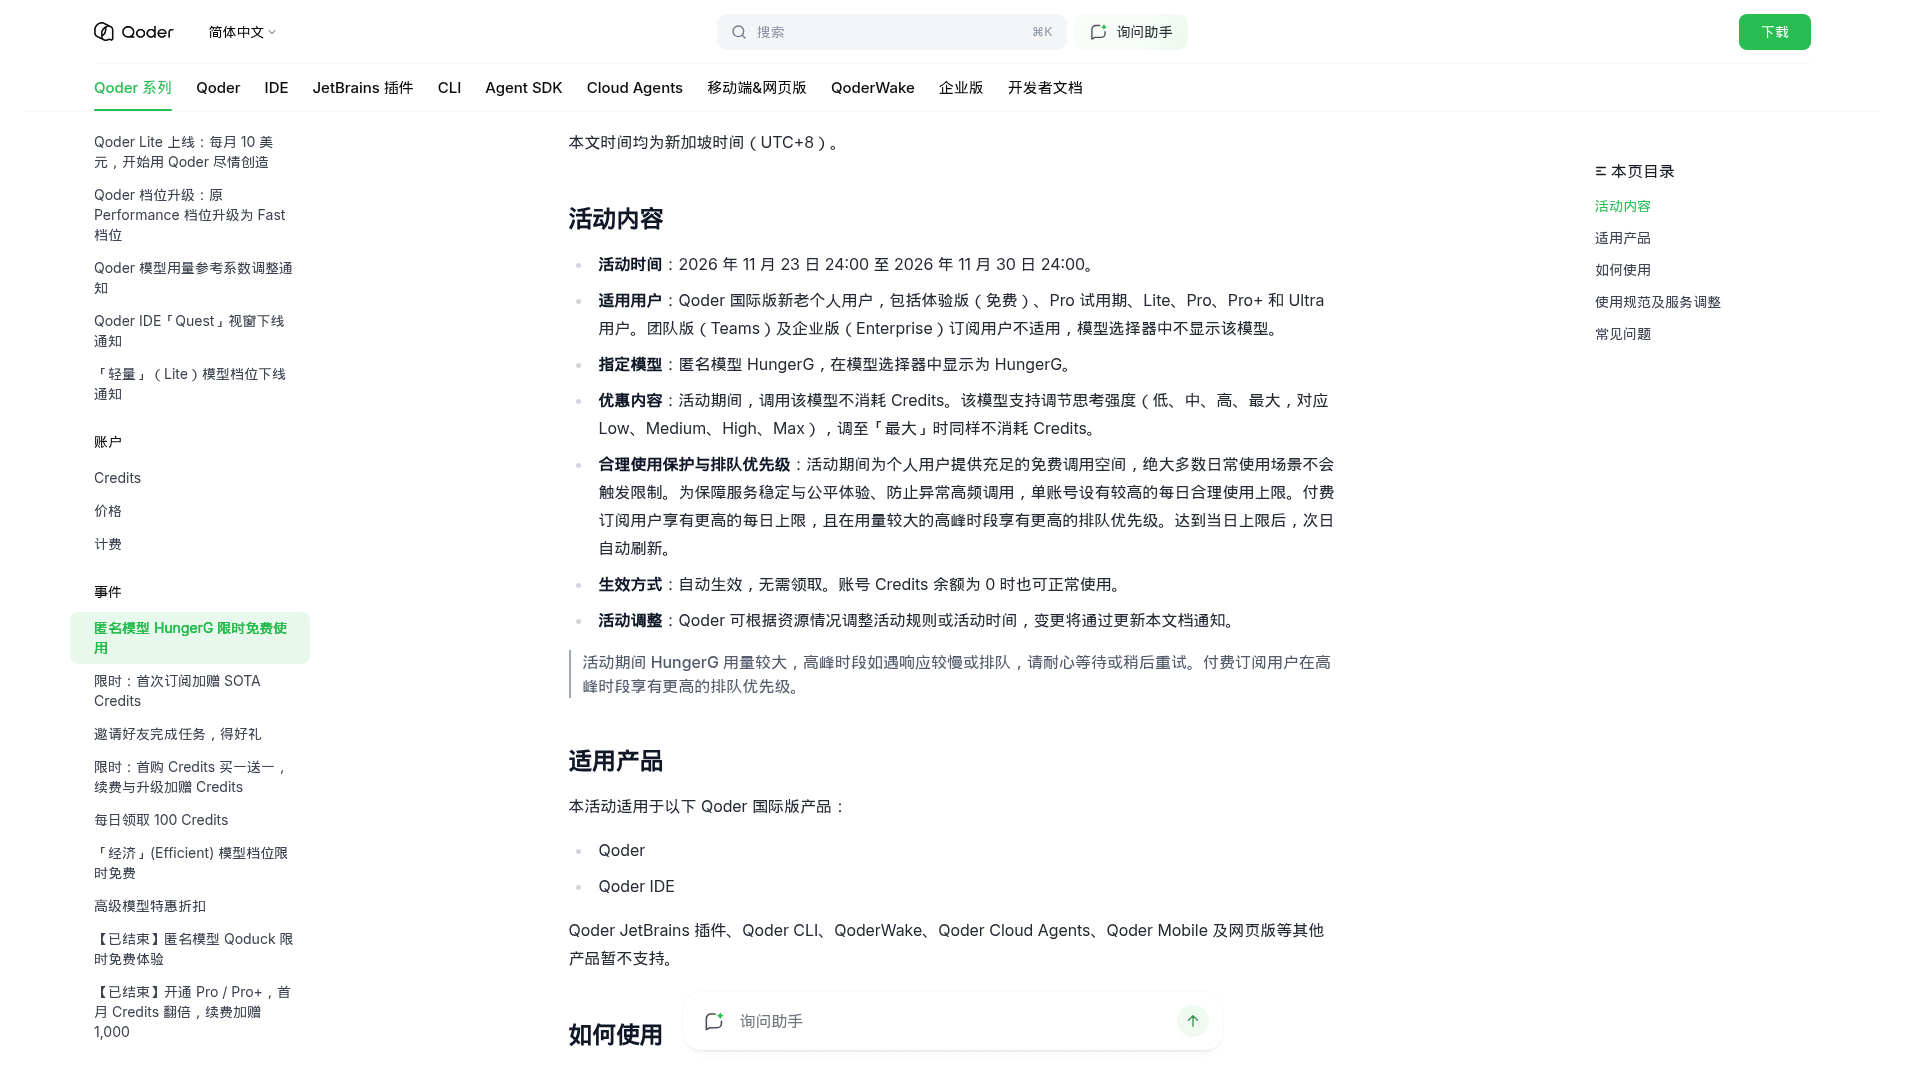 Qoder
简体中文
搜索
⌘K
询问助手
下载
Qoder 系列
Qoder
IDE
JetBrains 插件
CLI
Agent SDK
Cloud Agents
移动端&网页版
QoderWake
企业版
开发者文档
Qoder Lite 上线：每月 10 美
元，开始用 Qoder 尽情创造
Qoder 档位升级：原
Performance 档位升级为 Fast
档位
Qoder 模型用量参考系数调整通
知
Qoder IDE「Quest」视窗下线
通知
「轻量」（Lite）模型档位下线
通知
账户
Credits
价格
计费
事件
匿名模型 HungerG 限时免费使
用
限时：首次订阅加赠 SOTA
Credits
邀请好友完成任务，得好礼
限时：首购 Credits 买一送一，
续费与升级加赠 Credits
每日领取 100 Credits
「经济」(Efficient) 模型档位限
时免费
高级模型特惠折扣
【已结束】匿名模型 Qoduck 限
时免费体验
【已结束】开通 Pro / Pro+，首
月 Credits 翻倍，续费加赠
1,000
本文时间均为新加坡时间（UTC+8）。
活动内容
活动时间：2026 年 11 月 23 日 24:00 至 2026 年 11 月 30 日 24:00。
适用用户：Qoder 国际版新老个人用户，包括体验版（免费）、Pro 试用期、Lite、Pro、Pro+ 和 Ultra
用户。团队版（Teams）及企业版（Enterprise）订阅用户不适用，模型选择器中不显示该模型。
指定模型：匿名模型 HungerG，在模型选择器中显示为 HungerG。
优惠内容：活动期间，调用该模型不消耗 Credits。该模型支持调节思考强度（低、中、高、最大，对应
Low、Medium、High、Max），调至「最大」时同样不消耗 Credits。
合理使用保护与排队优先级：活动期间为个人用户提供充足的免费调用空间，绝大多数日常使用场景不会
触发限制。为保障服务稳定与公平体验、防止异常高频调用，单账号设有较高的每日合理使用上限。付费
订阅用户享有更高的每日上限，且在用量较大的高峰时段享有更高的排队优先级。达到当日上限后，次日
自动刷新。
生效方式：自动生效，无需领取。账号 Credits 余额为 0 时也可正常使用。
活动调整：Qoder 可根据资源情况调整活动规则或活动时间，变更将通过更新本文档通知。
活动期间 HungerG 用量较大，高峰时段如遇响应较慢或排队，请耐心等待或稍后重试。付费订阅用户在高
峰时段享有更高的排队优先级。
适用产品
本活动适用于以下 Qoder 国际版产品：
Qoder
Qoder IDE
Qoder JetBrains 插件、Qoder CLI、QoderWake、Qoder Cloud Agents、Qoder Mobile 及网页版等其他
产品暂不支持。
如何使用
询问助手
本页目录
活动内容
适用产品
如何使用
使用规范及服务调整
常见问题